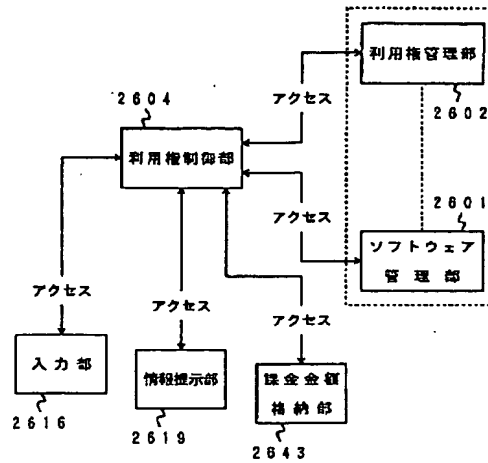 利用権管理部
2602
アクセス
2604
利用権制御部
アクセス
2601
ソフトウェア
管理部
アクセス
アクセス
アクセス
入力部
2616
情報提示部
2619
課金金額
格納部
2643